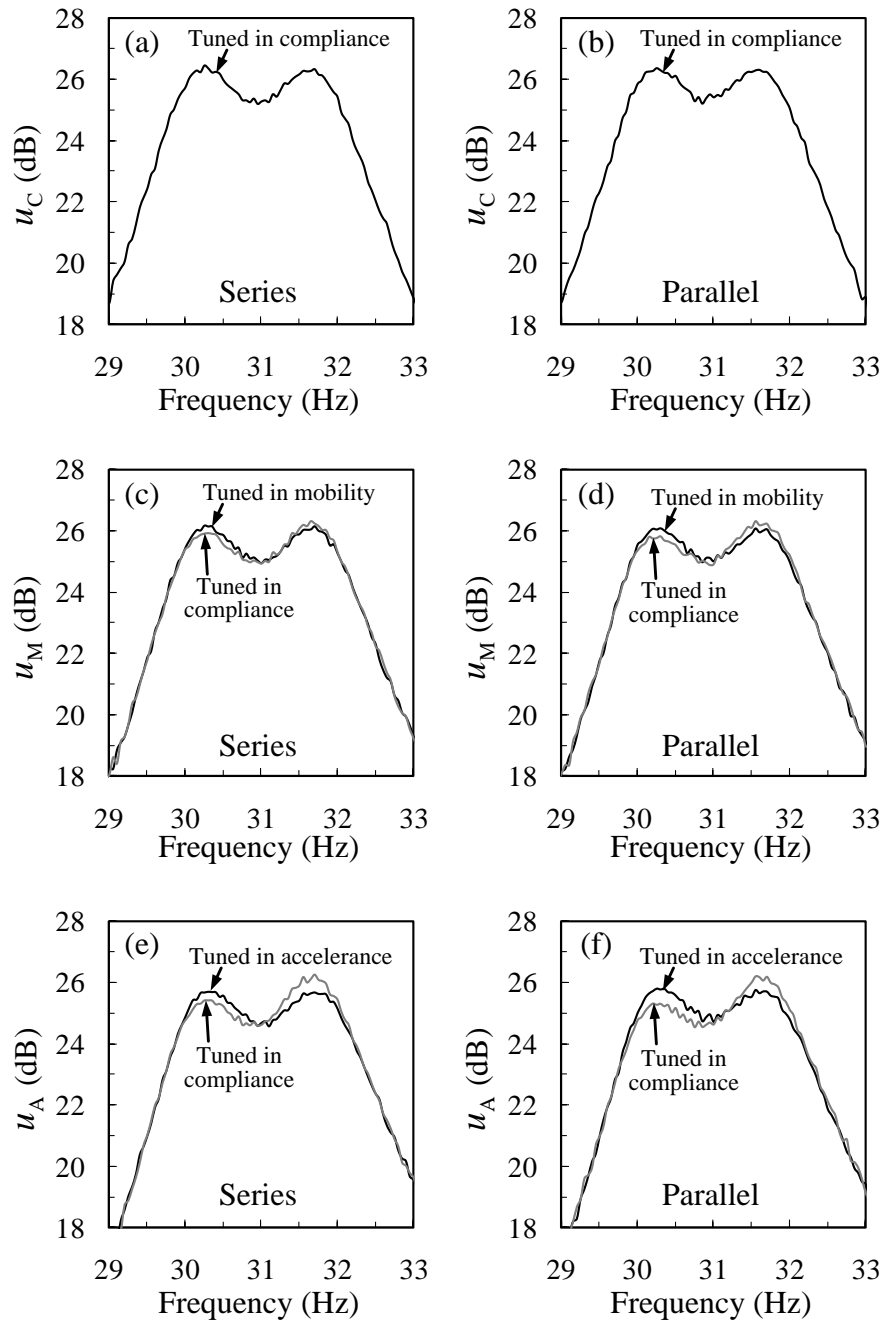 (a)
Tuned in compliance
28
26
24
22
20
18
u_C (dB)
Series
29 30 31 32 33
Frequency (Hz)
(b)
Tuned in compliance
28
26
24
22
20
18
u_C (dB)
Parallel
29 30 31 32 33
Frequency (Hz)
(c)
Tuned in mobility
Tuned in
compliance
28
26
24
22
20
18
u_M (dB)
Series
29 30 31 32 33
Frequency (Hz)
(d)
Tuned in mobility
Tuned in
compliance
28
26
24
22
20
18
u_M (dB)
Parallel
29 30 31 32 33
Frequency (Hz)
(e)
Tuned in accelerance
Tuned in
compliance
28
26
24
22
20
18
u_A (dB)
Series
29 30 31 32 33
Frequency (Hz)
(f)
Tuned in accelerance
Tuned in
compliance
28
26
24
22
20
18
u_A (dB)
Parallel
29 30 31 32 33
Frequency (Hz)